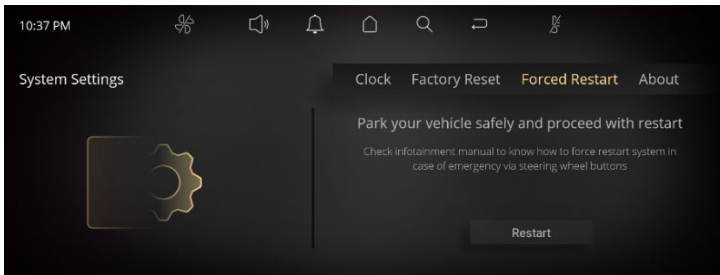 10:37 PM
System Settings
Clock Factory Reset Forced Restart About
Park your vehicle safely and proceed with restart
Check infotainment manual to know how to force restart system in
case of emergency via steering wheel buttons
Restart